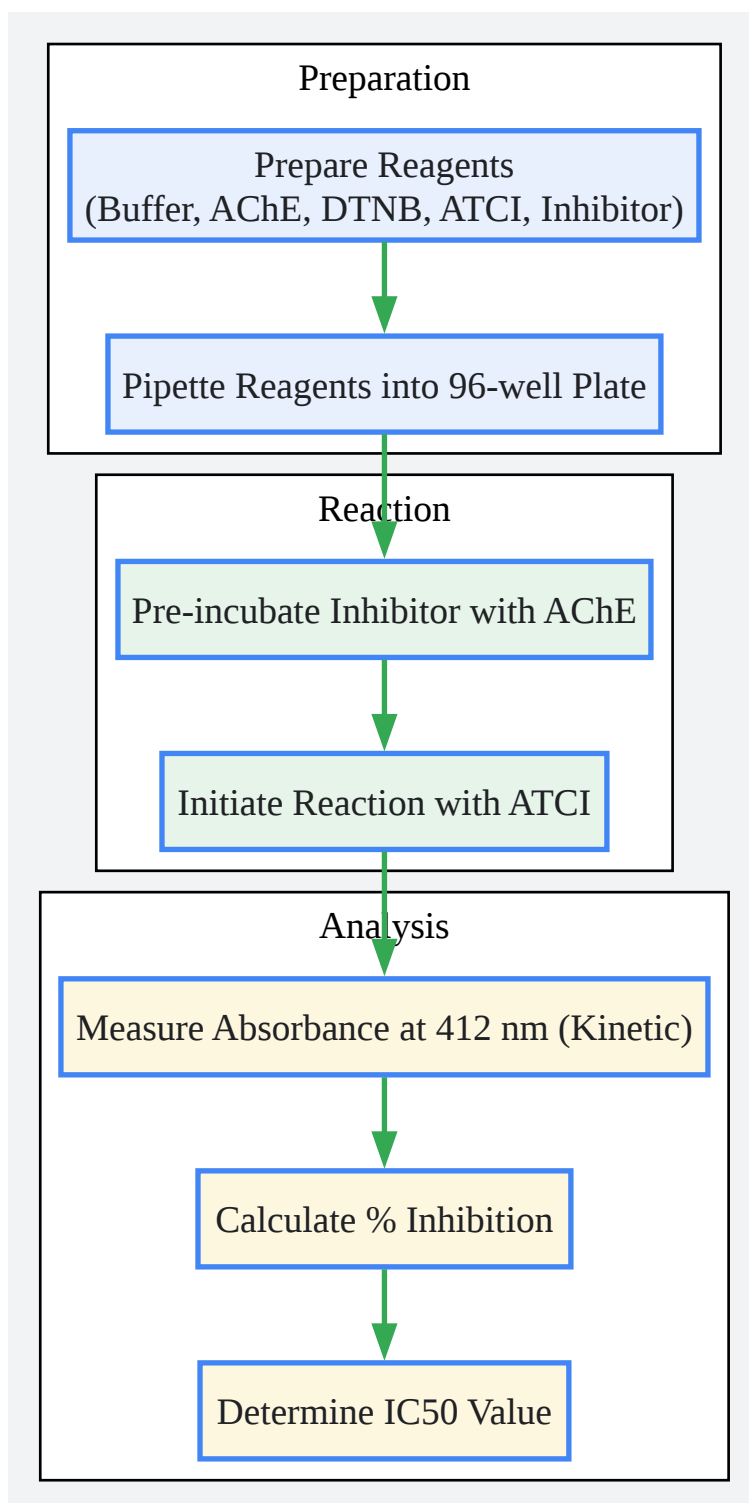 Preparation
Prepare Reagents
(Buffer, AChE, DTNB, ATCI, Inhibitor)
Pipette Reagents into 96-well Plate
Reaction
Pre-incubate Inhibitor with AChE
Initiate Reaction with ATCI
Analysis
Measure Absorbance at 412 nm (Kinetic)
Calculate % Inhibition
Determine IC50 Value